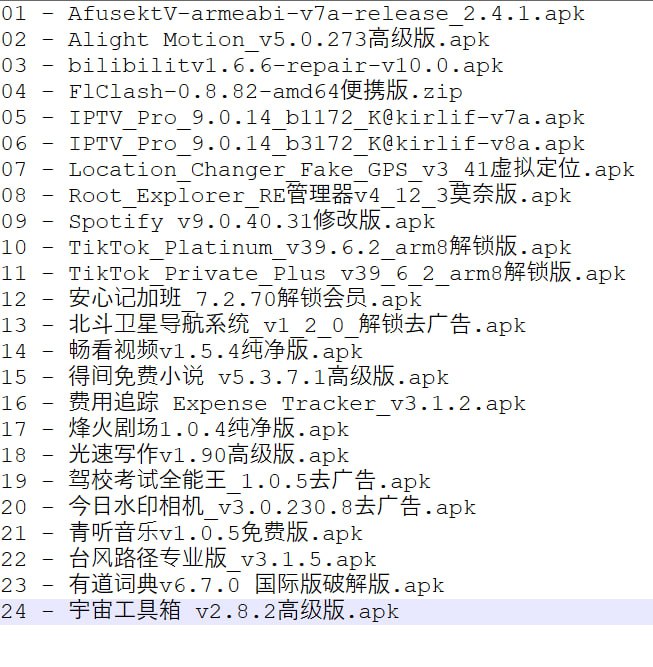 01 - AfusektV-armeabi-v7a-release_2.4.1.apk
02 - Alight Motion_v5.0.273高级版.apk
03 - bilibilitv1.6.6-repair-v10.0.apk
04 - FlClash-0.8.82-amd64便携版.zip
05 - IPTV_Pro_9.0.14_b1172_K@kirlif-v7a.apk
06 - IPTV_Pro_9.0.14_b3172_K@kirlif-v8a.apk
07 - Location_Changer_Fake_GPS_v3_41虚拟定位.apk
08 - Root_Explorer_RE管理器v4_12_3莫奈版.apk
09 - Spotify v9.0.40.31修改版.apk
10 - TikTok_Platinum_v39.6.2_arm8解锁版.apk
11 - TikTok_Private_Plus_v39_6_2_arm8解锁版.apk
12 - 安心记加班_7.2.70解锁会员.apk
13 - 北斗卫星导航系统_v1_2_0_解锁去广告.apk
14 - 畅看视频v1.5.4纯净版.apk
15 - 得间免费小说 v5.3.7.1高级版.apk
16 - 费用追踪 Expense Tracker_v3.1.2.apk
17 - 烽火剧场1.0.4纯净版.apk
18 - 光速写作v1.90高级版.apk
19 - 驾校考试全能王_1.0.5去广告.apk
20 - 今日水印相机_v3.0.230.8去广告.apk
21 - 青听音乐v1.0.5免费版.apk
22 - 台风路径专业版_v3.1.5.apk
23 - 有道词典v6.7.0 国际版破解版.apk
24 - 宇宙工具箱 v2.8.2高级版.apk